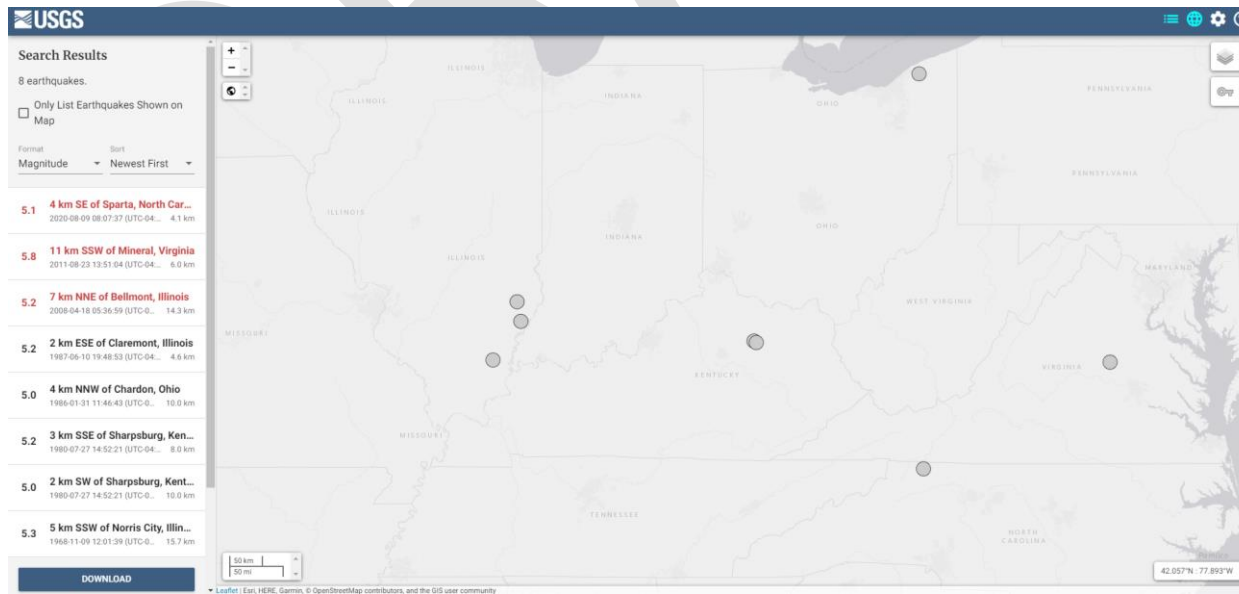 USGS
Search Results
8 earthquakes.
Only List Earthquakes Shown on
Map
Format
Sort
Magnitude
Newest First
5.1
4 km SE of Sparta, North Car...
2020-08-09 08:07:37 (UTC-04:... 4.1 km
5.8
11 km SSW of Mineral, Virginia
2011-08-23 13:51:04 (UTC-04:... 6.0 km
5.2
7 km NNE of Bellmont, Illinois
2008-04-18 05:36:59 (UTC-0... 14.3 km
5.2
2 km ESE of Claremont, Illinois
1987-06-10 19:48:53 (UTC-04:... 4.6 km
5.0
4 km NNW of Chardon, Ohio
1986-01-31 11:46:43 (UTC-0... 10.0 km
5.2
3 km SSE of Sharpsburg, Ken...
1980-07-27 14:52:21 (UTC-04:... 8.0 km
5.0
2 km SW of Sharpsburg, Kent...
1980-07-27 14:52:21 (UTC-0... 10.0 km
5.3
5 km SSW of Norris City, Illin...
1968-11-09 12:01:39 (UTC-0... 15.7 km
DOWNLOAD
+
−
ILLINOIS
INDIANA
OHIO
PENNSYLVANIA
ILLINOIS
PENNSYLVANIA
ILLINOIS
INDIANA
OHIO
ILLINOIS
MARYLAND
WEST VIRGINIA
MISSOURI
KENTUCKY
VIRGINIA
MISSOURI
TENNESSEE
NORTH
CAROLINA
50 km
50 mi
42.057°N 77.893°W
Leaflet | Esri, HERE, Garmin, © OpenStreetMap contributors, and the GIS user community